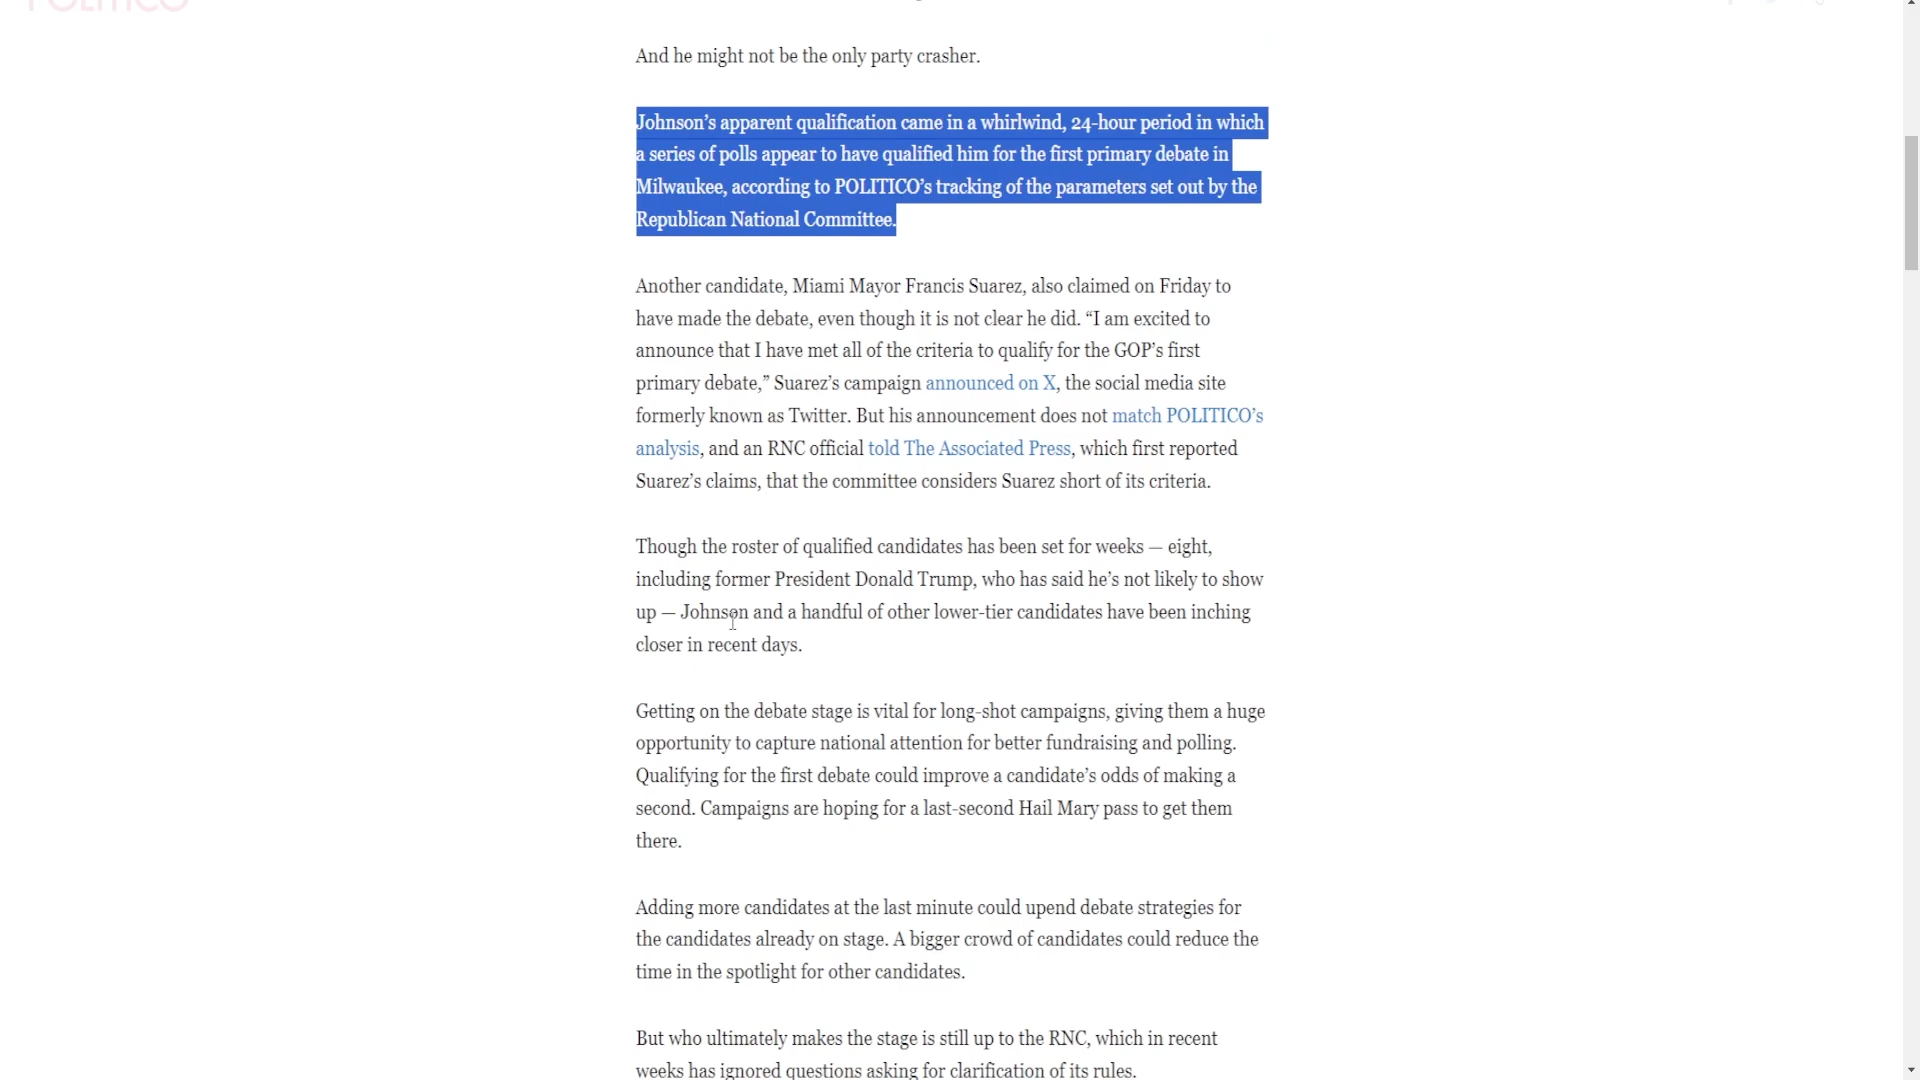 POLITICO
And he might not be the only party crasher.
Johnson’s apparent qualification came in a whirlwind, 24-hour period in which
a series of polls appear to have qualified him for the first primary debate in
Milwaukee, according to POLITICO’s tracking of the parameters set out by the
Republican National Committee.
Another candidate, Miami Mayor Francis Suarez, also claimed on Friday to
have made the debate, even though it is not clear he did. “I am excited to
announce that I have met all of the criteria to qualify for the GOP’s first
primary debate,” Suarez’s campaign announced on X, the social media site
formerly known as Twitter. But his announcement does not match POLITICO’s
analysis, and an RNC official told The Associated Press, which first reported
Suarez’s claims, that the committee considers Suarez short of its criteria.
Though the roster of qualified candidates has been set for weeks — eight,
including former President Donald Trump, who has said he’s not likely to show
up — Johnson and a handful of other lower-tier candidates have been inching
closer in recent days.
Getting on the debate stage is vital for long-shot campaigns, giving them a huge
opportunity to capture national attention for better fundraising and polling.
Qualifying for the first debate could improve a candidate’s odds of making a
second. Campaigns are hoping for a last-second Hail Mary pass to get them
there.
Adding more candidates at the last minute could upend debate strategies for
the candidates already on stage. A bigger crowd of candidates could reduce the
time in the spotlight for other candidates.
But who ultimately makes the stage is still up to the RNC, which in recent
weeks has ignored questions asking for clarification of its rules.